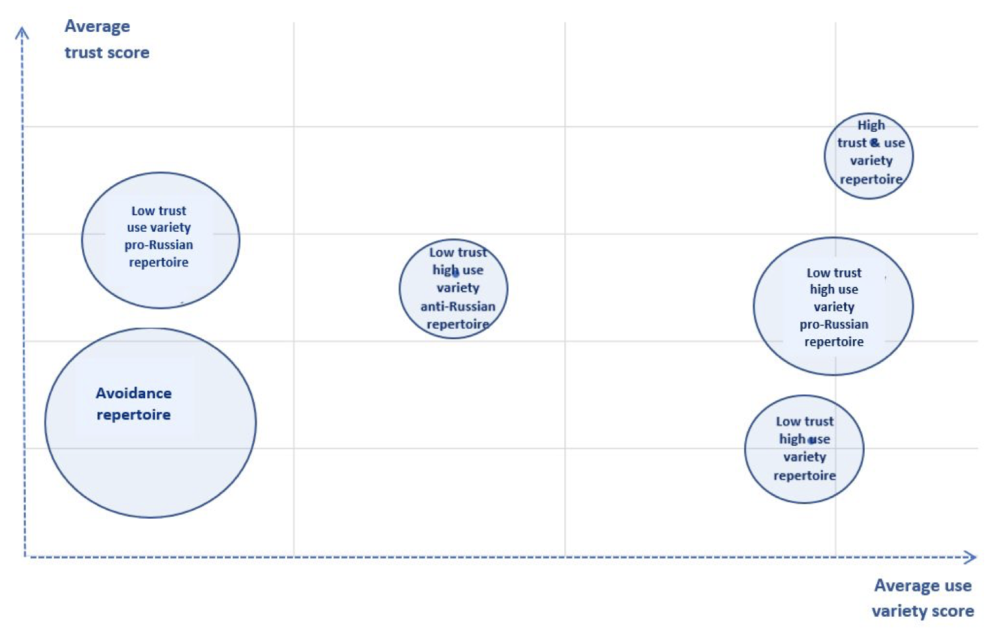 Average
trust score
High
trust & use
variety
repertoire
Low trust
use variety
pro-Russian
repertoire
Low trust
high use
variety
anti-Russian
repertoire
Low trust
high use
variety
pro-Russian
repertoire
Avoidance
repertoire
Low trust
high use
variety
repertoire
Average use
variety score